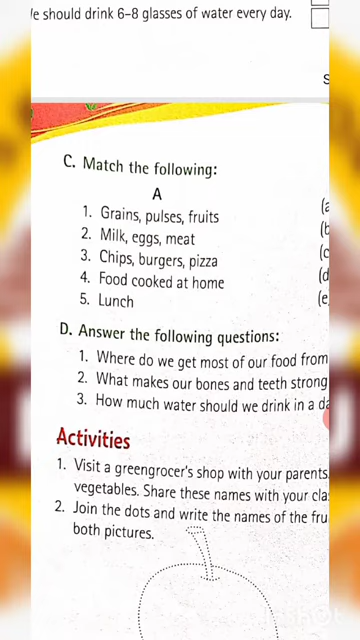 e should drink 6–8 glasses of water every day.
S
C. Match the following:
A
1. Grains, pulses, fruits (a
2. Milk, eggs, meat (b
3. Chips, burgers, pizza (c
4. Food cooked at home (d
5. Lunch (e
D. Answer the following questions:
1. Where do we get most of our food from
2. What makes our bones and teeth strong
3. How much water should we drink in a da
Activities
1. Visit a greengrocer's shop with your parents.
vegetables. Share these names with your cla
2. Join the dots and write the names of the fru
both pictures.